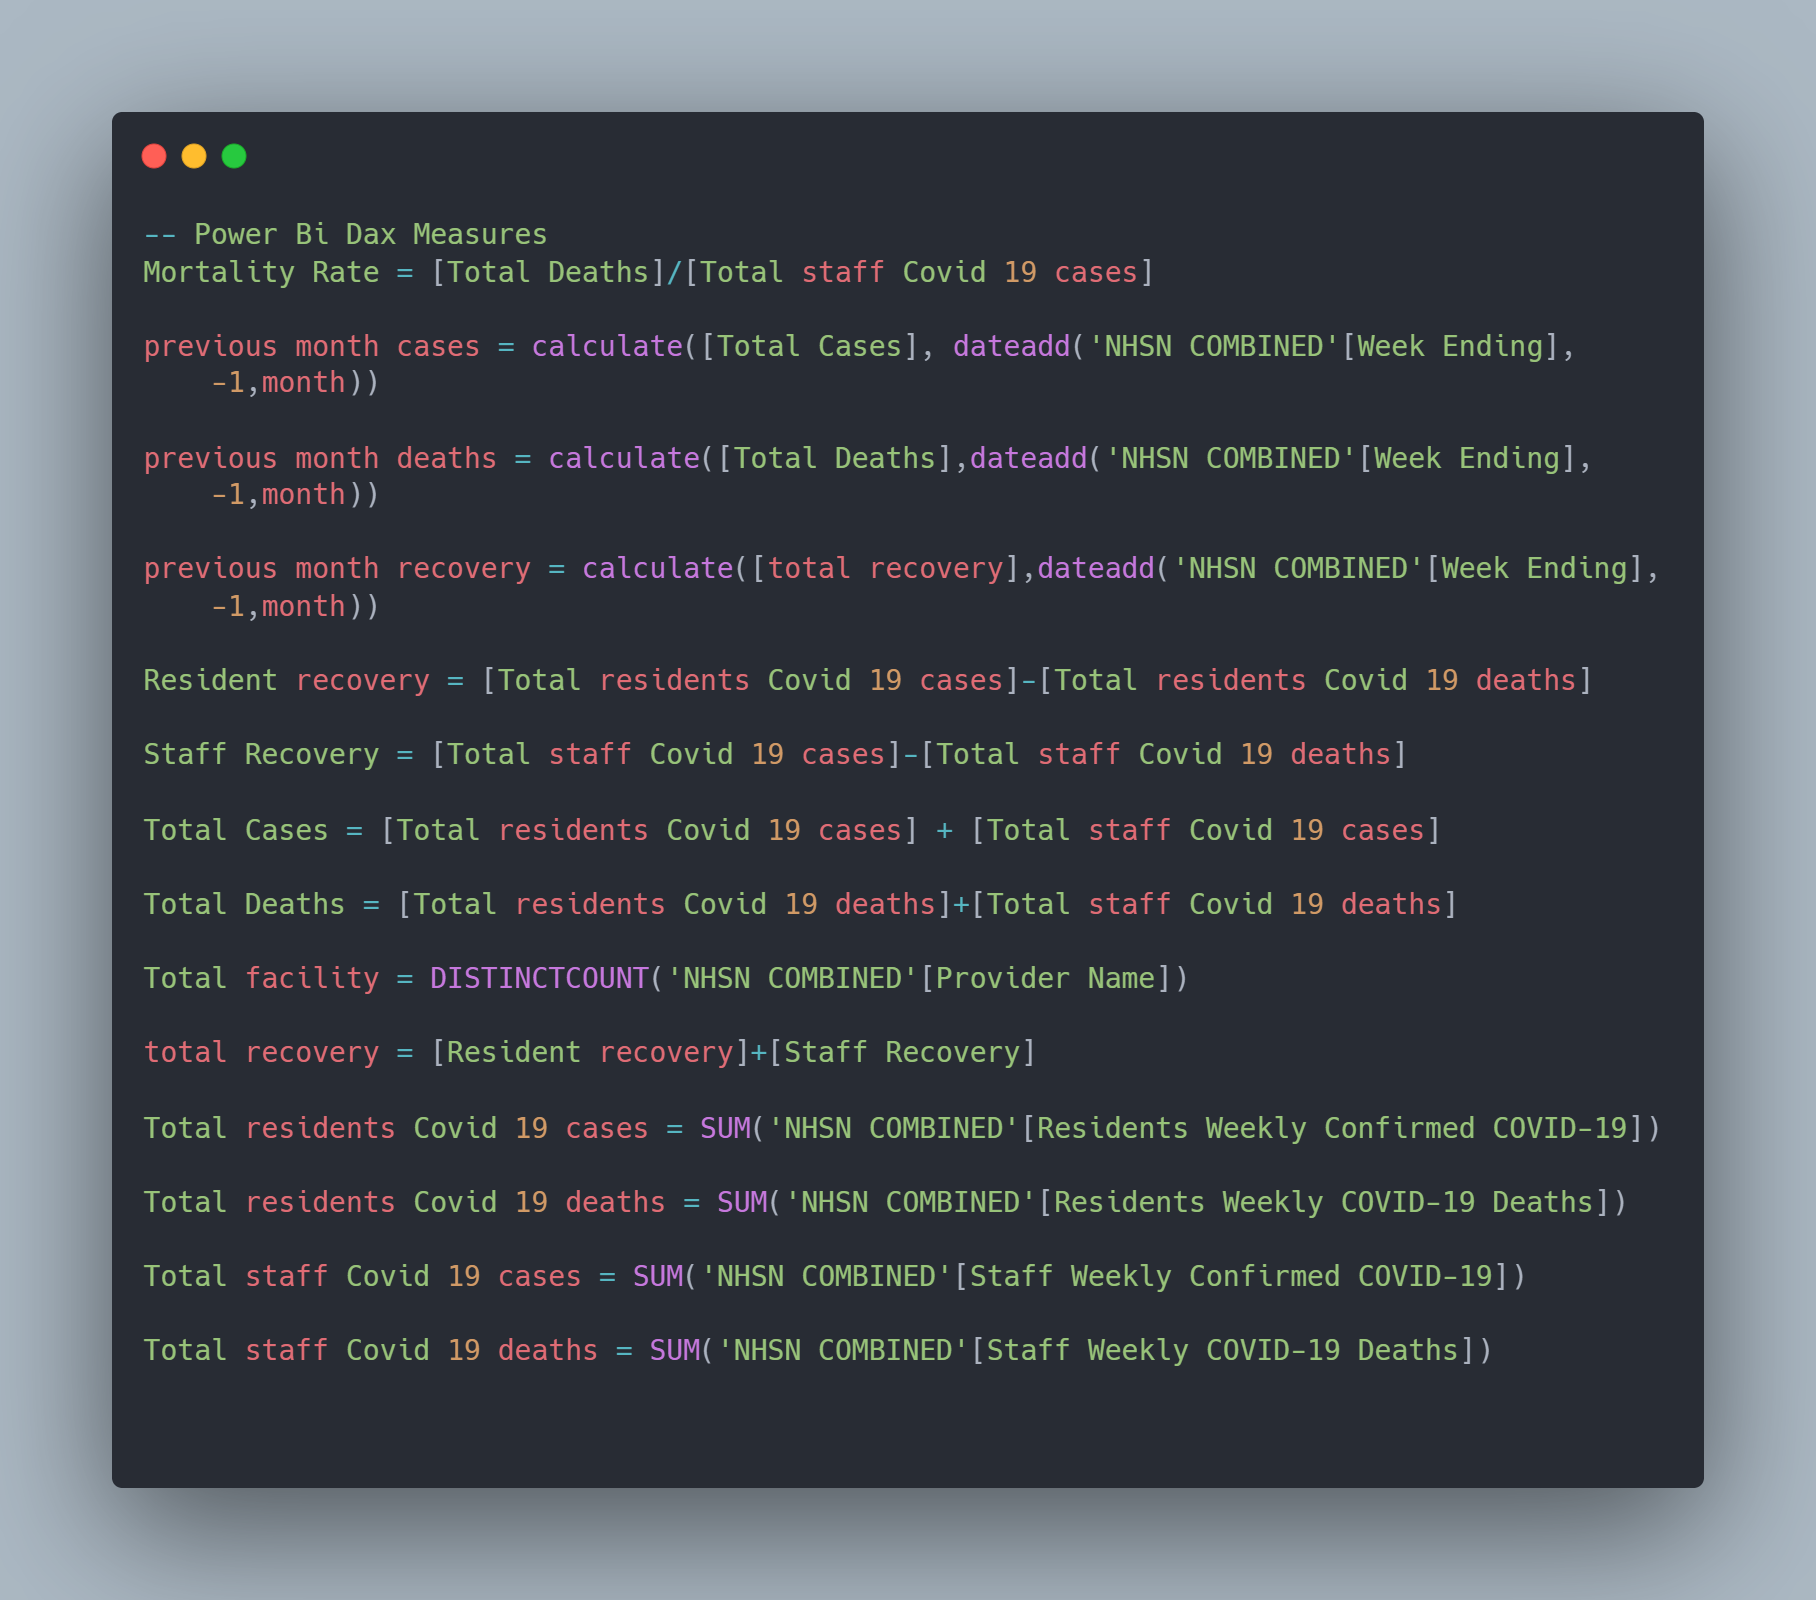 -- Power Bi Dax Measures
Mortality Rate = [Total Deaths]/[Total staff Covid 19 cases]
previous month cases = calculate([Total Cases], dateadd('NHSN COMBINED'[Week Ending],
-1,month))
previous month deaths = calculate([Total Deaths],dateadd('NHSN COMBINED'[Week Ending],
-1,month))
previous month recovery = calculate([total recovery],dateadd('NHSN COMBINED'[Week Ending],
-1,month))
Resident recovery = [Total residents Covid 19 cases]-[Total residents Covid 19 deaths]
Staff Recovery = [Total staff Covid 19 cases]-[Total staff Covid 19 deaths]
Total Cases = [Total residents Covid 19 cases] + [Total staff Covid 19 cases]
Total Deaths = [Total residents Covid 19 deaths]+[Total staff Covid 19 deaths]
Total facility = DISTINCTCOUNT('NHSN COMBINED'[Provider Name])
total recovery = [Resident recovery]+[Staff Recovery]
Total residents Covid 19 cases = SUM('NHSN COMBINED'[Residents Weekly Confirmed COVID-19])
Total residents Covid 19 deaths = SUM('NHSN COMBINED'[Residents Weekly COVID-19 Deaths])
Total staff Covid 19 cases = SUM('NHSN COMBINED'[Staff Weekly Confirmed COVID-19])
Total staff Covid 19 deaths = SUM('NHSN COMBINED'[Staff Weekly COVID-19 Deaths])